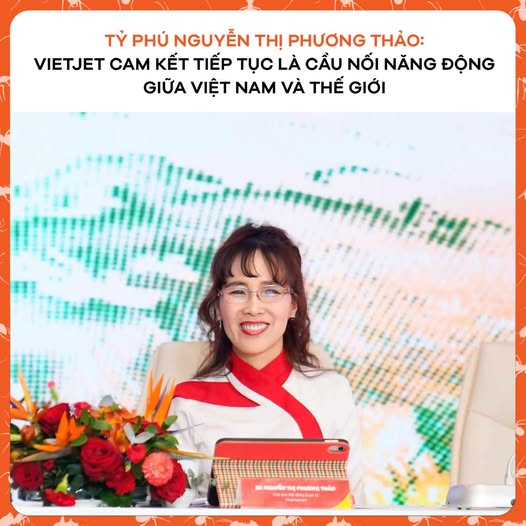 TỶ PHÚ NGUYỄN THỊ PHƯƠNG THẢO:
VIETJET CAM KẾT TIẾP TỤC LÀ CẦU NỐI NĂNG ĐỘNG
GIỮA VIỆT NAM VÀ THẾ GIỚI
BÀ NGUYỄN THỊ PHƯƠNG THẢO